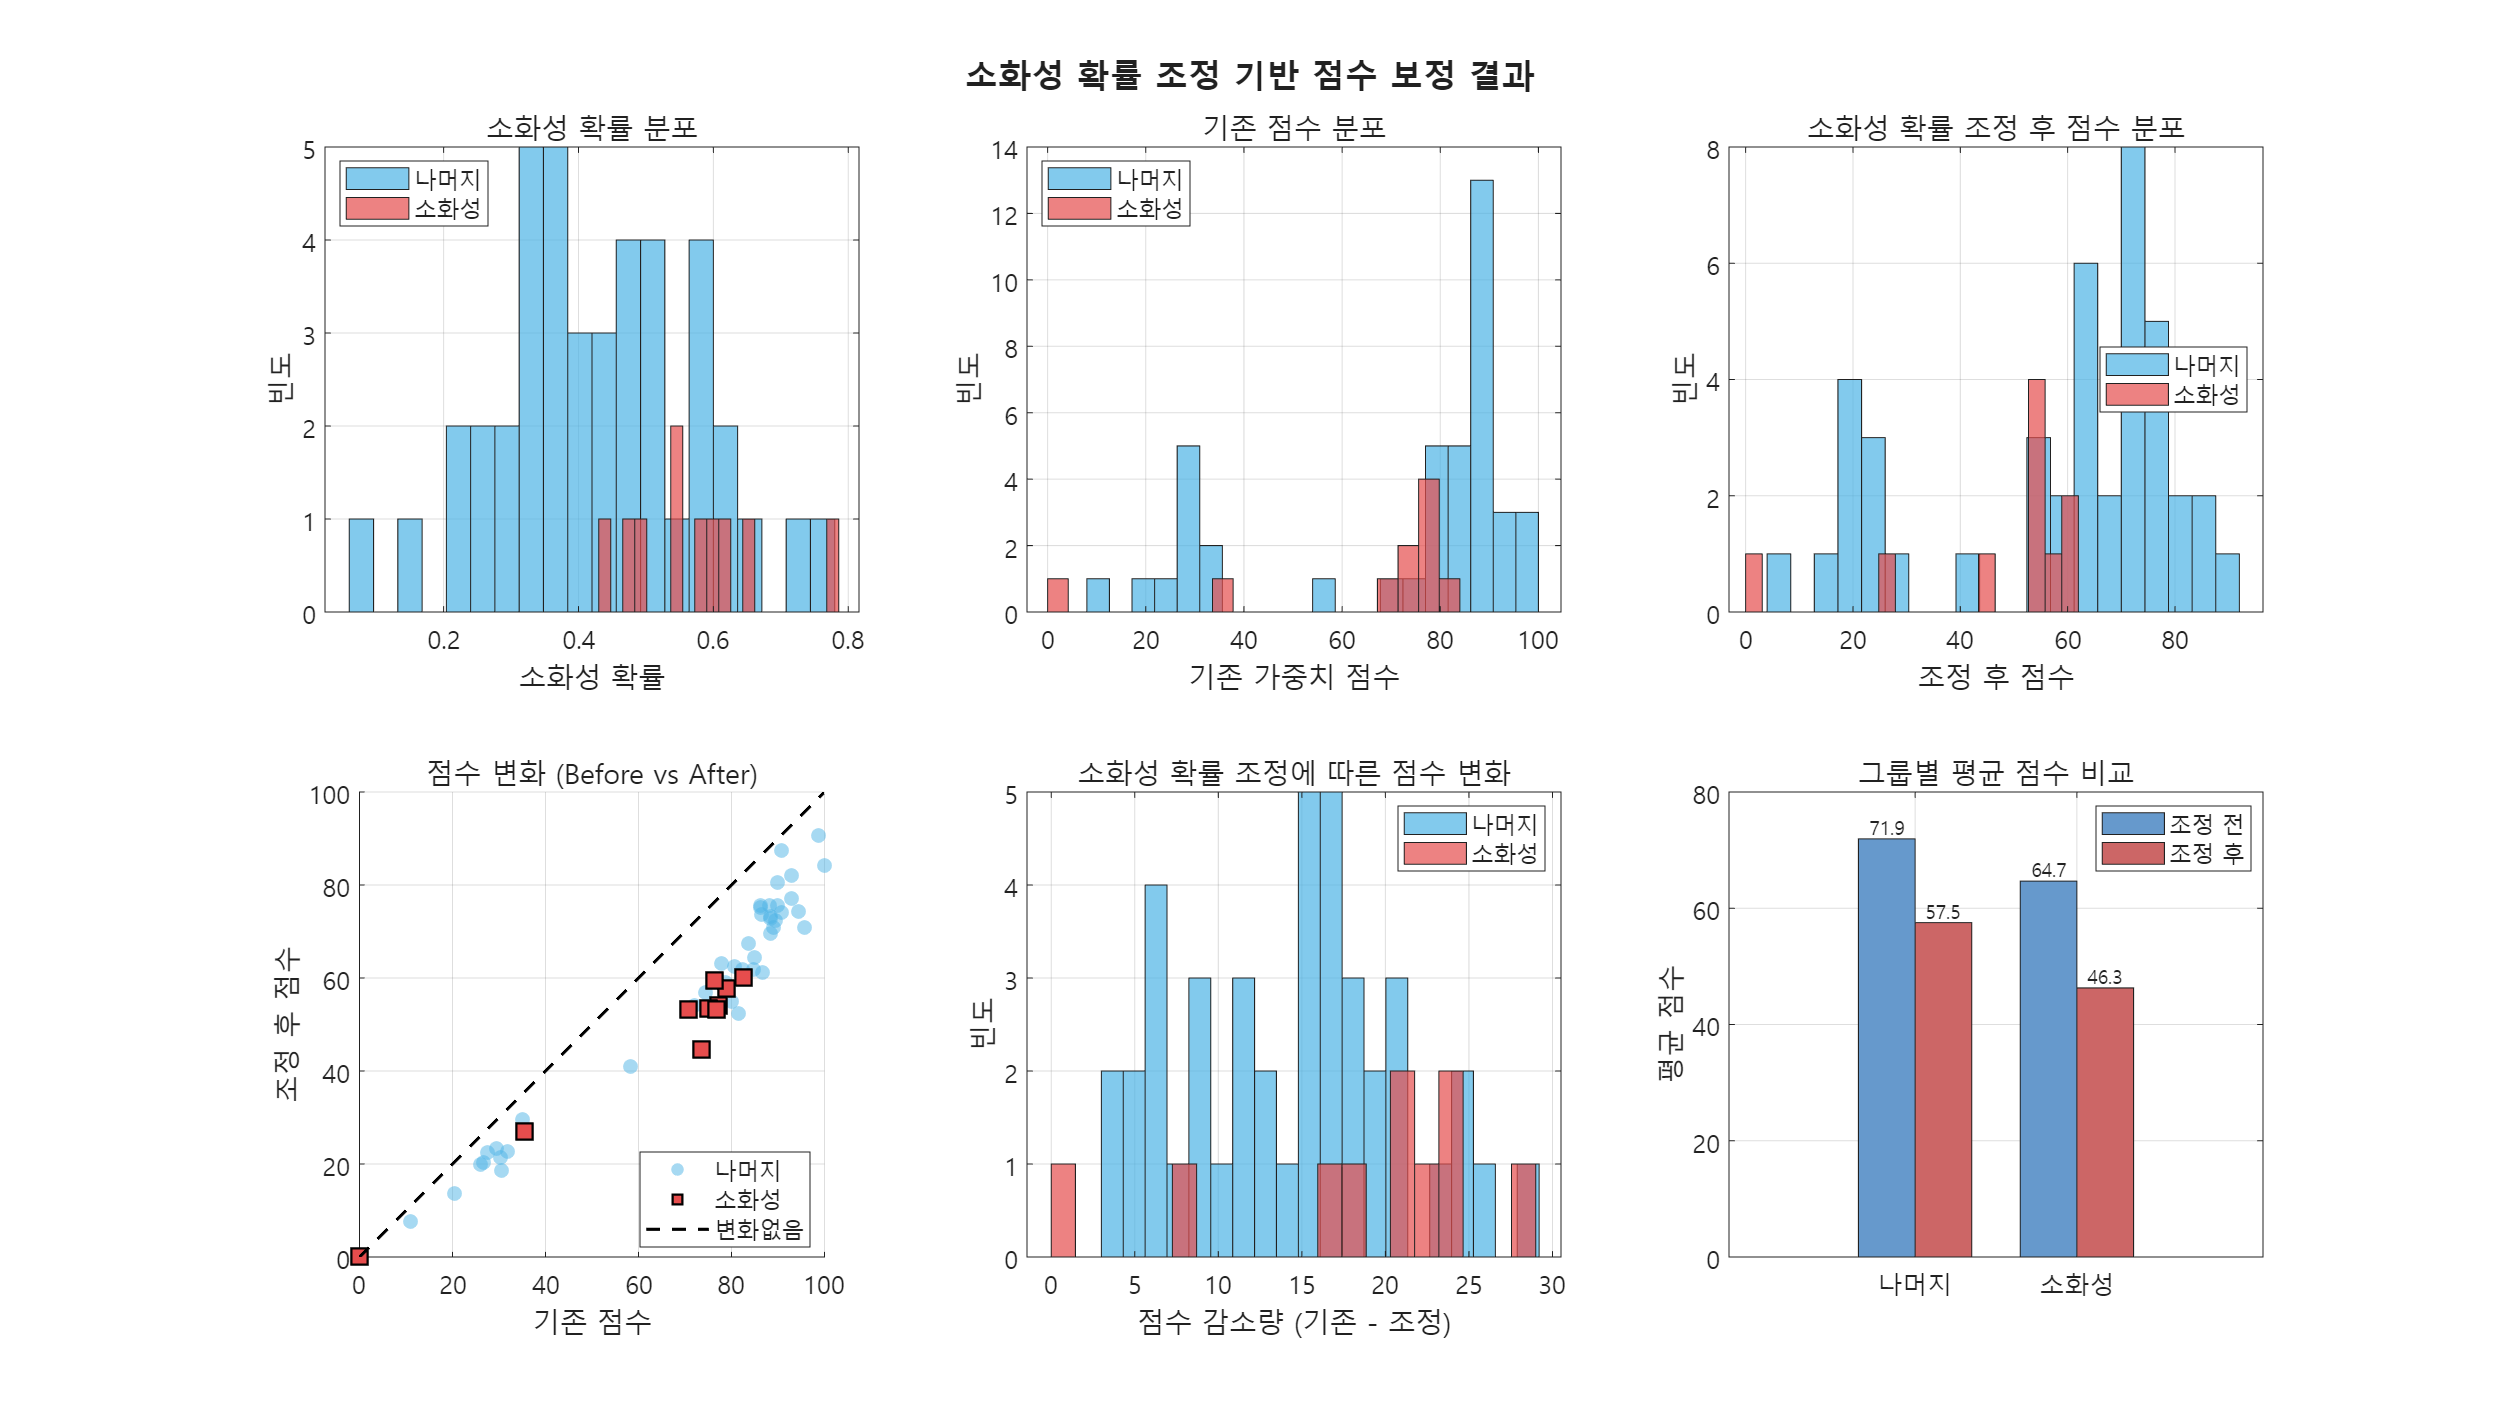 소화성 확률 조정 기반 점수 보정 결과
소화성 확률 분포
5
4
3
2
1
0
빈도
나머지
소화성
0.2 0.4 0.6 0.8
소화성 확률
기존 점수 분포
14
12
10
8
6
4
2
0
빈도
나머지
소화성
0 20 40 60 80 100
기존 가중치 점수
소화성 확률 조정 후 점수 분포
8
6
4
2
0
빈도
나머지
소화성
0 20 40 60 80
조정 후 점수
점수 변화 (Before vs After)
100
80
60
40
20
0
조정 후 점수
나머지
소화성
변화없음
0 20 40 60 80 100
기존 점수
소화성 확률 조정에 따른 점수 변화
5
4
3
2
1
0
빈도
나머지
소화성
0 5 10 15 20 25 30
점수 감소량 (기존 - 조정)
그룹별 평균 점수 비교
80
60
40
20
0
평균 점수
조정 전
조정 후
71.9
57.5
64.7
46.3
나머지 소화성